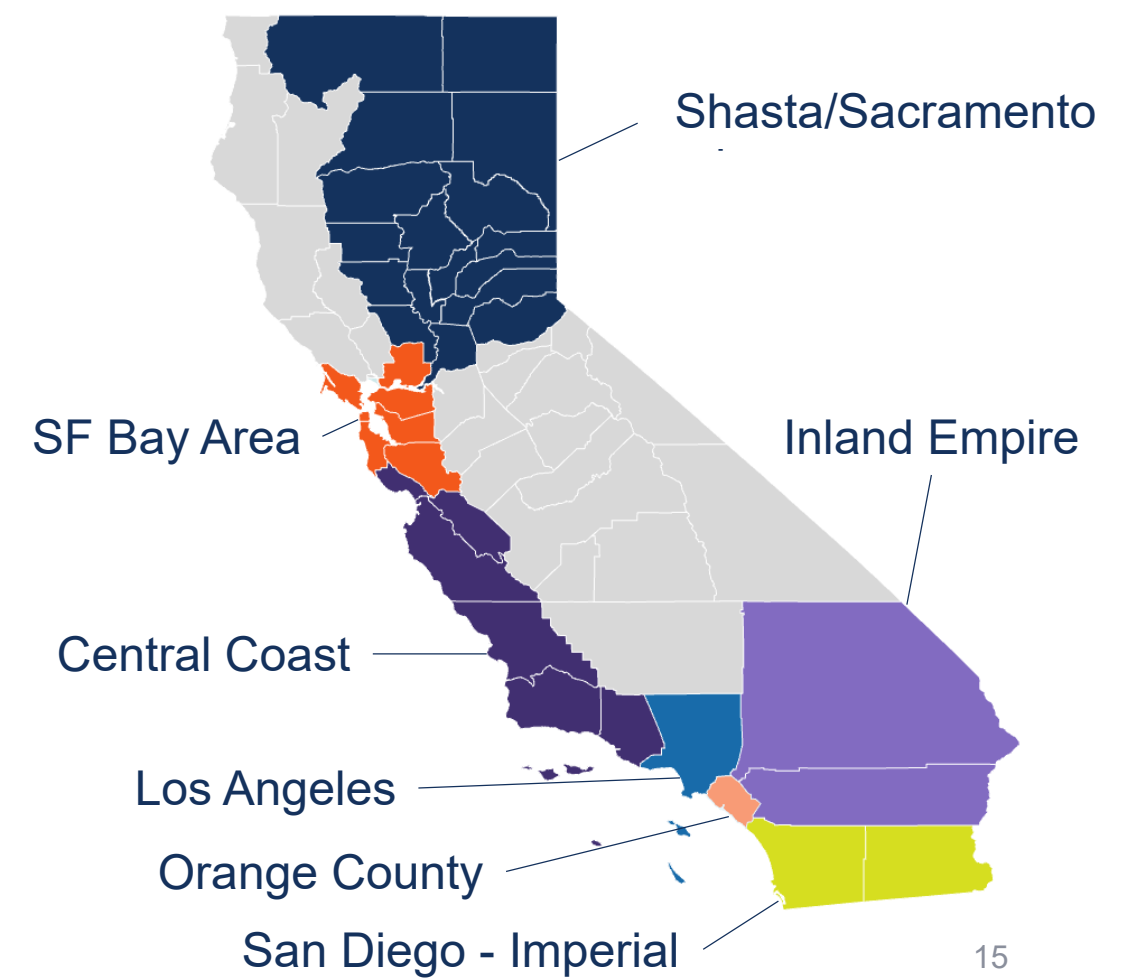 Shasta/Sacramento
-
SF Bay Area
Inland Empire
Central Coast
Los Angeles
Orange County
San Diego - Imperial
15